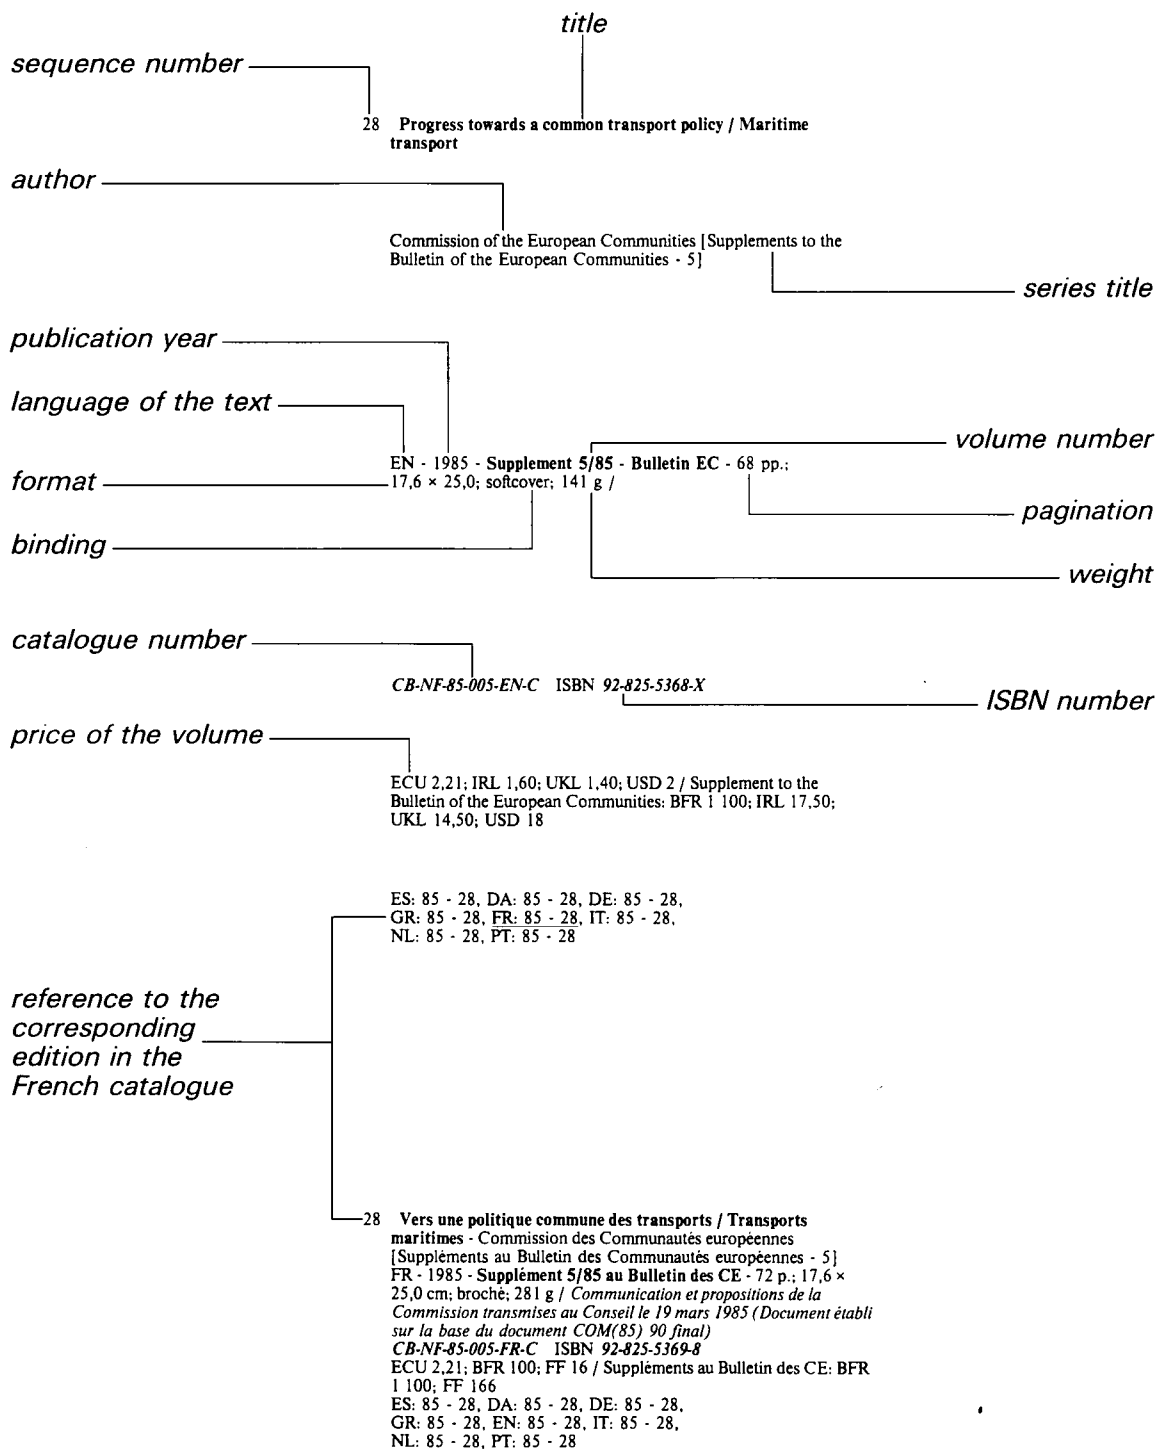 title
sequence number
28 Progress towards a common transport policy / Maritime
transport
author
Commission of the European Communities [Supplements to the
Bulletin of the European Communities - 5]
series title
publication year
language of the text
volume number
EN - 1985 - Supplement 5/85 - Bulletin EC - 68 pp.;
format
17,6 × 25,0; softcover; 141 g /
pagination
binding
weight
catalogue number
CB-NF-85-005-EN-C ISBN 92-825-5368-X
ISBN number
price of the volume
ECU 2,21; IRL 1,60; UKL 1,40; USD 2 / Supplement to the
Bulletin of the European Communities: BFR 1 100; IRL 17,50;
UKL 14,50; USD 18
ES: 85 - 28, DA: 85 - 28, DE: 85 - 28,
GR: 85 - 28, FR: 85 - 28, IT: 85 - 28,
NL: 85 - 28, PT: 85 - 28
reference to the
corresponding
edition in the
French catalogue
28 Vers une politique commune des transports / Transports
maritimes - Commission des Communautés européennes
[Suppléments au Bulletin des Communautés européennes - 5]
FR - 1985 - Supplément 5/85 au Bulletin des CE - 72 p.; 17,6 ×
25,0 cm; broché; 281 g / Communication et propositions de la
Commission transmises au Conseil le 19 mars 1985 (Document établi
sur la base du document COM(85) 90 final)
CB-NF-85-005-FR-C ISBN 92-825-5369-8
ECU 2,21; BFR 100; FF 16 / Suppléments au Bulletin des CE: BFR
1 100; FF 166
ES: 85 - 28, DA: 85 - 28, DE: 85 - 28,
GR: 85 - 28, EN: 85 - 28, IT: 85 - 28,
NL: 85 - 28, PT: 85 - 28